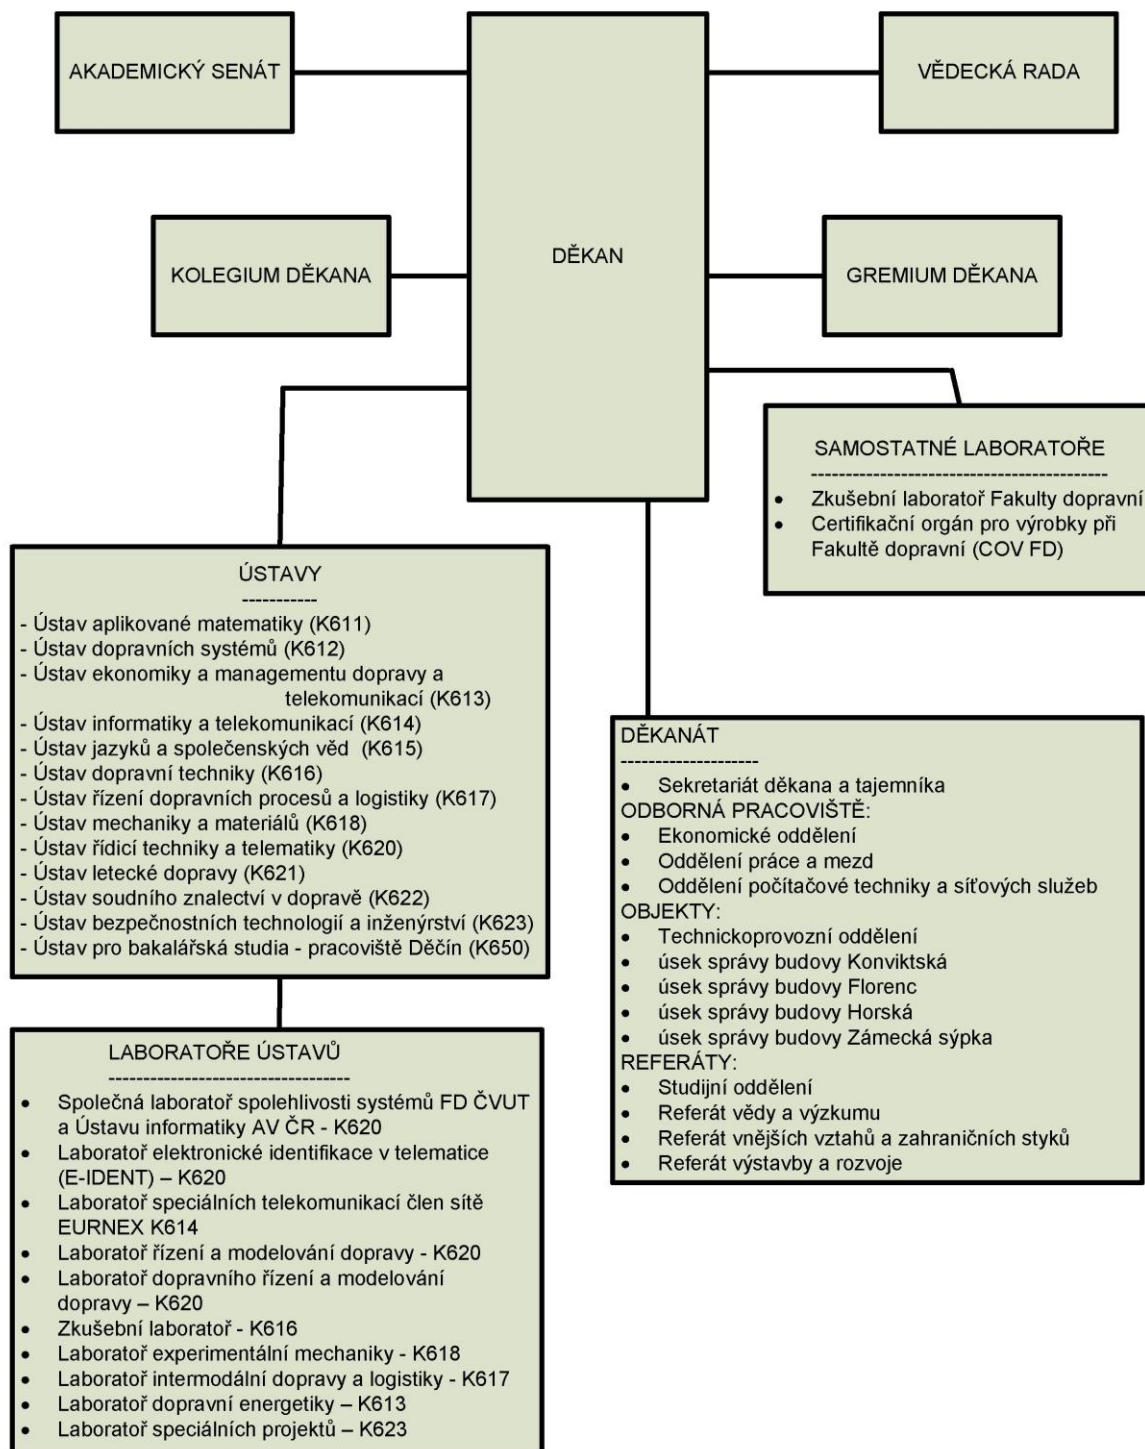 AKADEMICKÝ SENÁT
VĚDECKÁ RADA
DĚKAN
KOLEGIUM DĚKANA
GREMIUM DĚKANA
SAMOSTATNÉ LABORATOŘE
-------------------------------------------
• Zkušební laboratoř Fakulty dopravní
• Certifikační orgán pro výrobky při
Fakultě dopravní (COV FD)
ÚSTAVY
-----------
- Ústav aplikované matematiky (K611)
- Ústav dopravních systémů (K612)
- Ústav ekonomiky a managementu dopravy a
telekomunikací (K613)
- Ústav informatiky a telekomunikací (K614)
- Ústav jazyků a společenských věd (K615)
- Ústav dopravní techniky (K616)
- Ústav řízení dopravních procesů a logistiky (K617)
- Ústav mechaniky a materiálů (K618)
- Ústav řídicí techniky a telematiky (K620)
- Ústav letecké dopravy (K621)
- Ústav soudního znalectví v dopravě (K622)
- Ústav bezpečnostních technologií a inženýrství (K623)
- Ústav pro bakalářská studia - pracoviště Děčín (K650)
LABORATOŘE ÚSTAVŮ
-----------------------------------
• Společná laboratoř spolehlivosti systémů FD ČVUT
a Ústavu informatiky AV ČR - K620
• Laboratoř elektronické identifikace v telematice
(E-IDENT) – K620
• Laboratoř speciálních telekomunikací člen sítě
EURNEX K614
• Laboratoř řízení a modelování dopravy - K620
• Laboratoř dopravního řízení a modelování
dopravy – K620
• Zkušební laboratoř - K616
• Laboratoř experimentální mechaniky - K618
• Laboratoř intermodální dopravy a logistiky - K617
• Laboratoř dopravní energetiky – K613
• Laboratoř speciálních projektů – K623
DĚKANÁT
--------------------
• Sekretariát děkana a tajemníka
ODBORNÁ PRACOVIŠTĚ:
• Ekonomické oddělení
• Oddělení práce a mezd
• Oddělení počítačové techniky a síťových služeb
OBJEKTY:
• Technickoprovozní oddělení
• úsek správy budovy Konviktská
• úsek správy budovy Florenc
• úsek správy budovy Horská
• úsek správy budovy Zámecká sýpka
REFERÁTY:
• Studijní oddělení
• Referát vědy a výzkumu
• Referát vnějších vztahů a zahraničních styků
• Referát výstavby a rozvoje